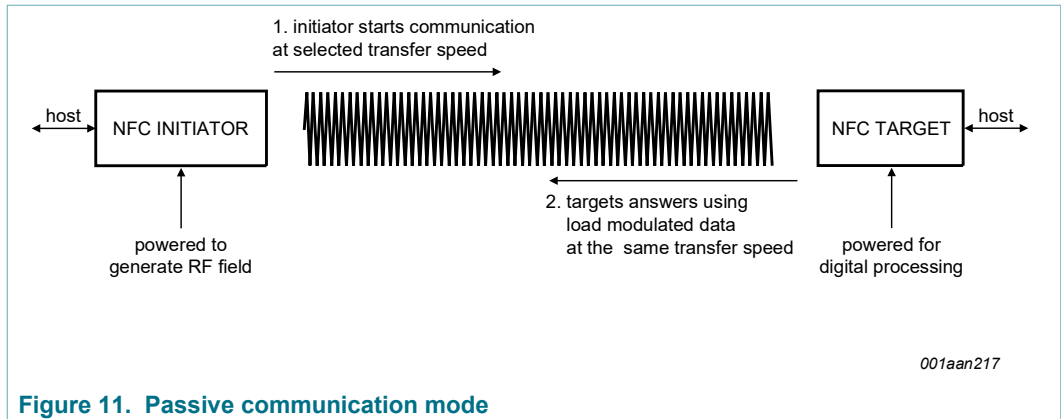 1. initiator starts communication
at selected transfer speed
host
NFC INITIATOR
NFC TARGET
host
2. targets answers using
load modulated data
at the same transfer speed
powered to
generate RF field
powered for
digital processing
001aan217
Figure 11. Passive communication mode